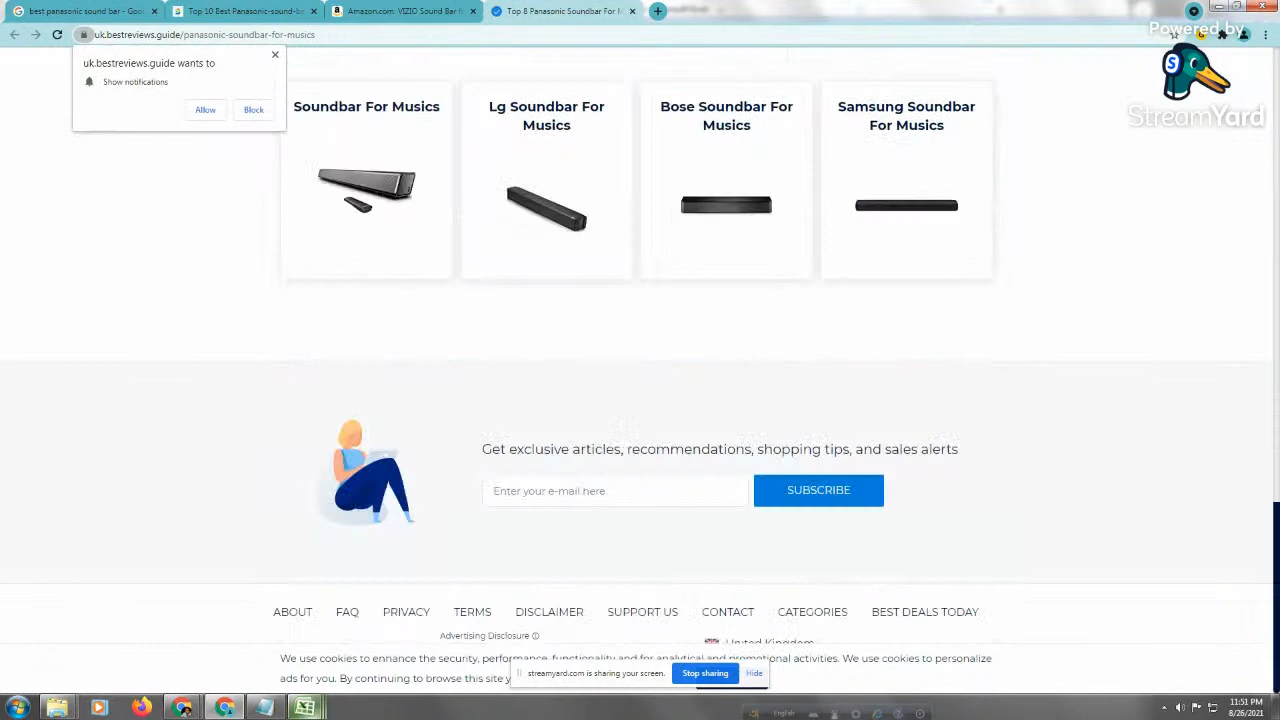 best panasonic sound bar - Goo
Top 10 Best Panasonic-sound-bo
Amazon.com: VIZIO Sound Bar f
Top 8 Panasonic Soundbar For M
uk.bestreviews.guide/panasonic-soundbar-for-musics
Powered by
StreamYard
uk.bestreviews.guide wants to
Show notifications
Allow
Block
Soundbar For Musics
Lg Soundbar For
Musics
Bose Soundbar For
Musics
Samsung Soundbar
For Musics
Get exclusive articles, recommendations, shopping tips, and sales alerts
Enter your e-mail here
SUBSCRIBE
ABOUT
FAQ
PRIVACY
TERMS
DISCLAIMER
SUPPORT US
CONTACT
CATEGORIES
BEST DEALS TODAY
Advertising Disclosure
United Kingdom
We use cookies to enhance the security, performance, functionality and for analytical and promotional activities. We use cookies to personalize
ads for you. By continuing to browse this site y
streamyard.com is sharing your screen.
Stop sharing
Hide
English
11:51 PM
8/26/2021